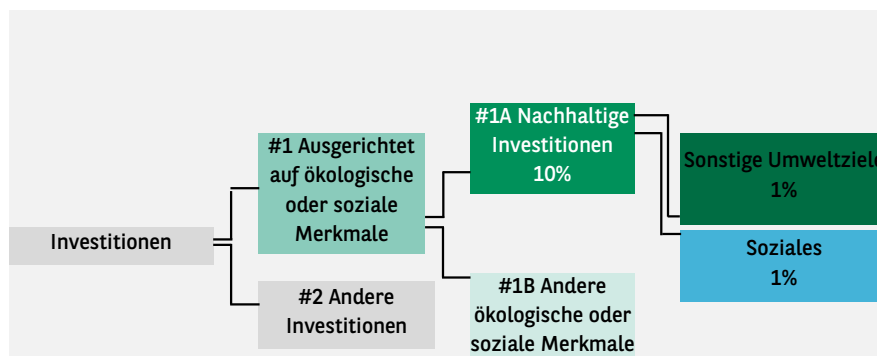 Investitionen
#1 Ausgerichtet
auf ökologische
oder soziale
Merkmale
#2 Andere
Investitionen
#1A Nachhaltige
Investitionen
10%
#1B Andere
ökologische oder
soziale Merkmale
Sonstige Umweltziele
1%
Soziales
1%